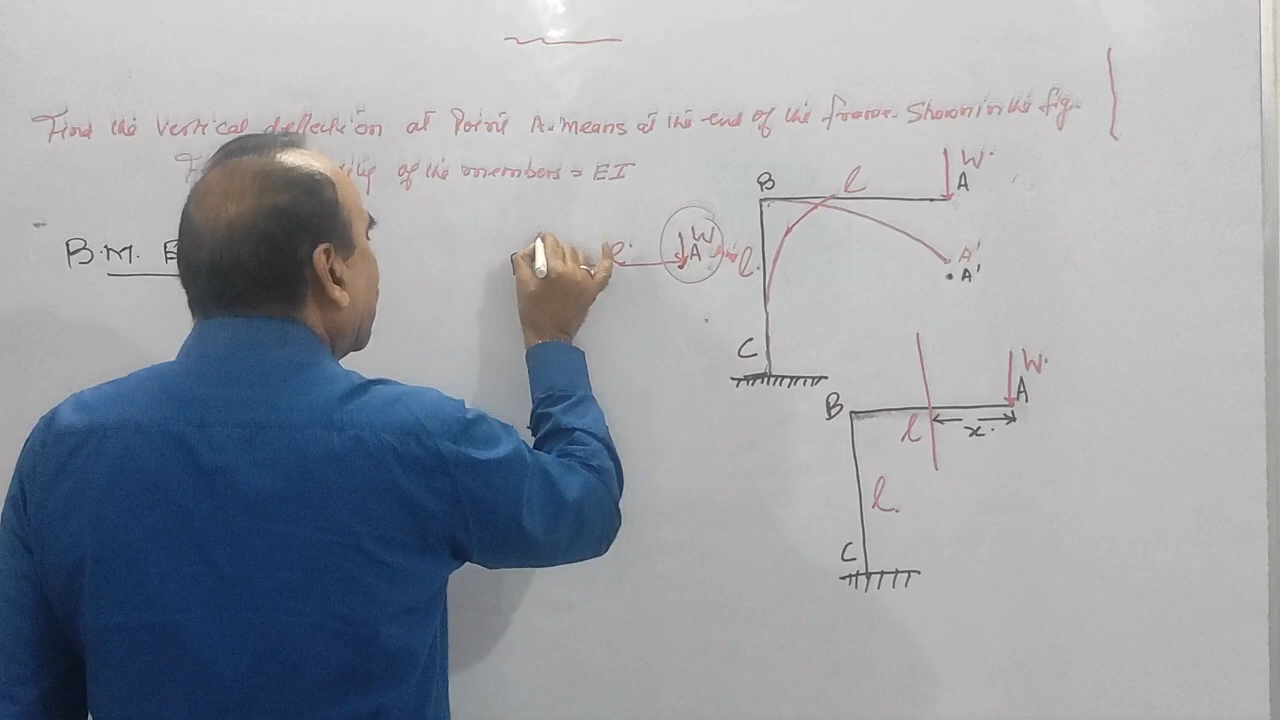 Find the vertical deflection at Point A. Means at the end of the frame. Shown in the fig.
of the members = EI
W.
A
B
l
B.M.
W
A
l.
l.
A'
A'
C
W.
A
B
l
x.
l.
C